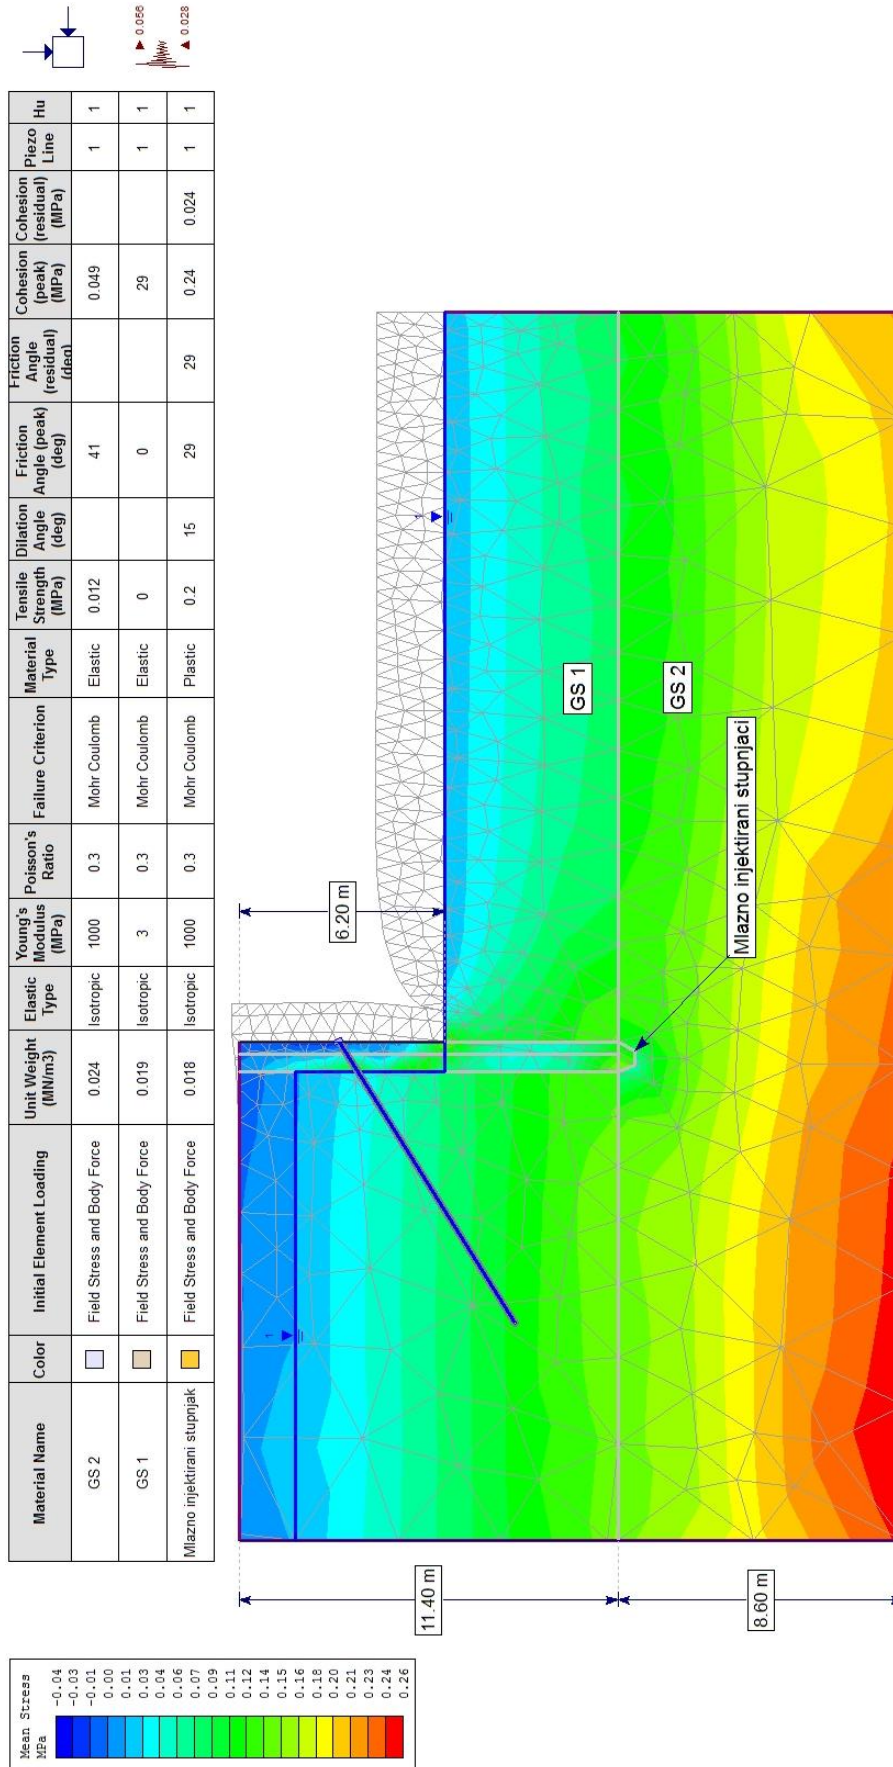 Mean Stress
MPa
-0.04
-0.03
-0.01
0.00
0.01
0.03
0.04
0.06
0.07
0.09
0.11
0.12
0.14
0.15
0.16
0.18
0.20
0.21
0.23
0.24
0.26
Material Name Color Initial Element Loading Unit Weight (MN/m3) Elastic Type Young's Modulus (MPa) Poisson's Ratio Failure Criterion Material Type Tensile Strength (MPa) Dilation Angle (deg) Friction Angle (peak) (deg) Friction Angle (residual) (deg) Cohesion (peak) (MPa) Cohesion (residual) (MPa) Piezo Line Hu
GS 2 Field Stress and Body Force 0.024 Isotropic 1000 0.3 Mohr Coulomb Elastic 0.012 41 0.049 1 1
GS 1 Field Stress and Body Force 0.019 Isotropic 3 0.3 Mohr Coulomb Elastic 0 0 29 1 1
Mlazno injektirani stupnjak Field Stress and Body Force 0.018 Isotropic 1000 0.3 Mohr Coulomb Plastic 0.2 15 29 29 0.24 0.024 1 1
0.056
0.028
6.20 m
1
1
11.40 m
GS 1
GS 2
Mlazno injektirani stupnjaci
8.60 m